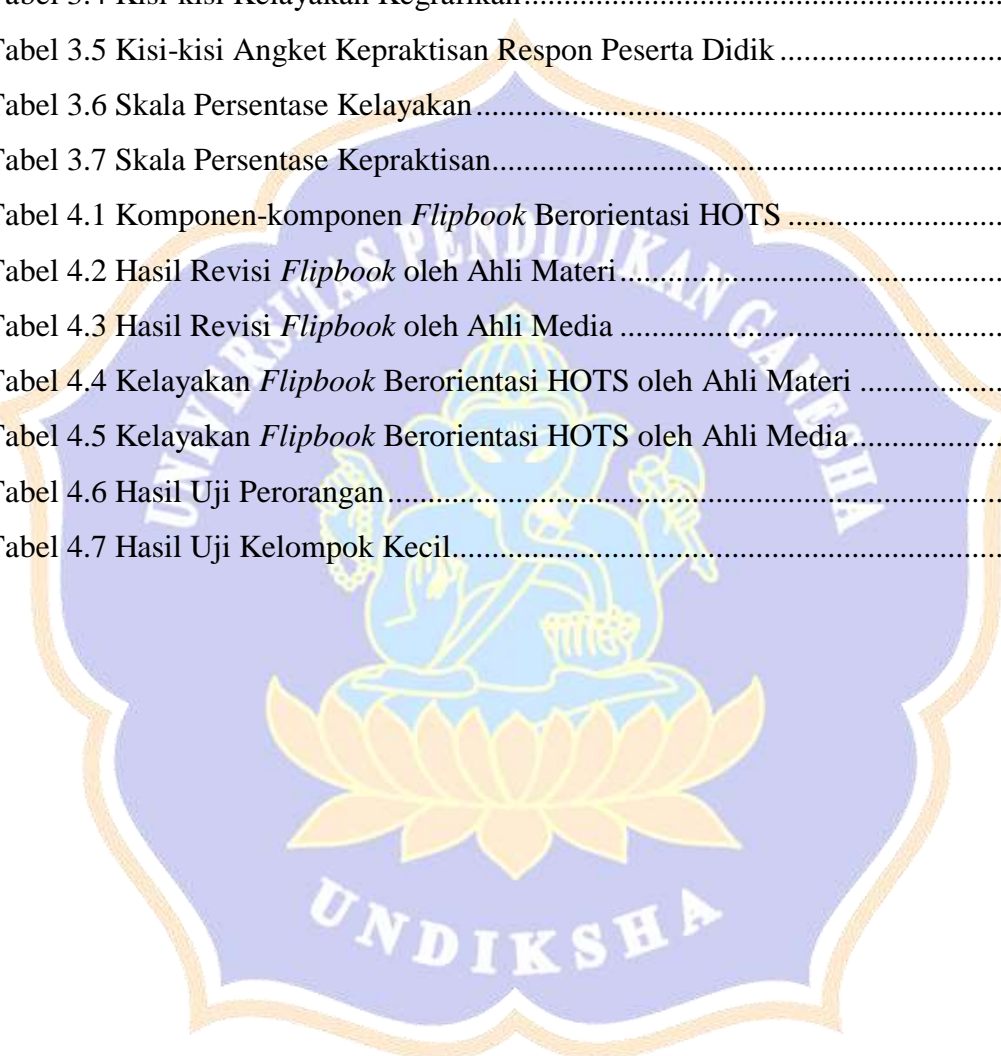 Tabel 3.4 Kisi-kisi Kelayakan Kegrafikan
Tabel 3.5 Kisi-kisi Angket Kepraktisan Respon Peserta Didik
Tabel 3.6 Skala Persentase Kelayakan
Tabel 3.7 Skala Persentase Kepraktisan
Tabel 4.1 Komponen-komponen Flipbook Berorientasi HOTS
Tabel 4.2 Hasil Revisi Flipbook oleh Ahli Materi
Tabel 4.3 Hasil Revisi Flipbook oleh Ahli Media
Tabel 4.4 Kelayakan Flipbook Berorientasi HOTS oleh Ahli Materi
Tabel 4.5 Kelayakan Flipbook Berorientasi HOTS oleh Ahli Media
Tabel 4.6 Hasil Uji Perorangan
Tabel 4.7 Hasil Uji Kelompok Kecil
UNIVERSITAS PENDIDIKAN GANESHA
UNDIKSHA